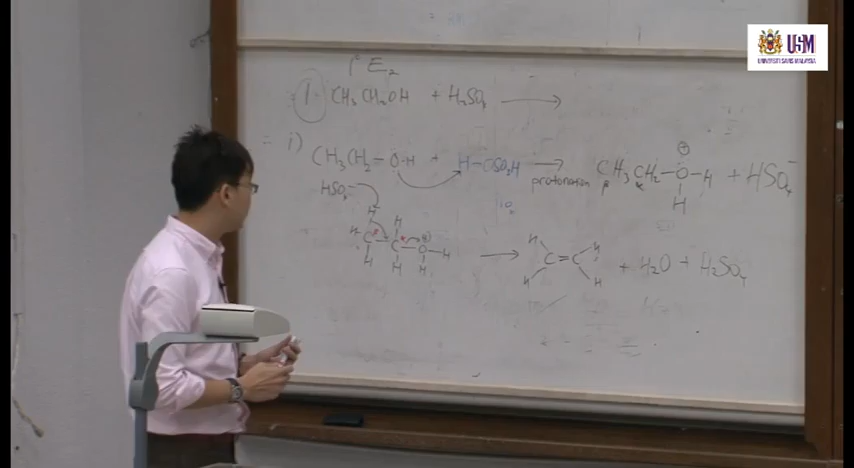 USM
UNIVERSITI SAINS MALAYSIA
1° E₂
1. CH₃CH₂OH + H₂SO₄ →
i) CH₃CH₂–O–H + H–OSO₃H → CH₃CH₂–O–H + HSO₄⁻
⊕
protonation
β α
H
HSO₄⁻
H H
H C – C – O – H → C=C + H₂O + H₂SO₄
H H H
H H
H H